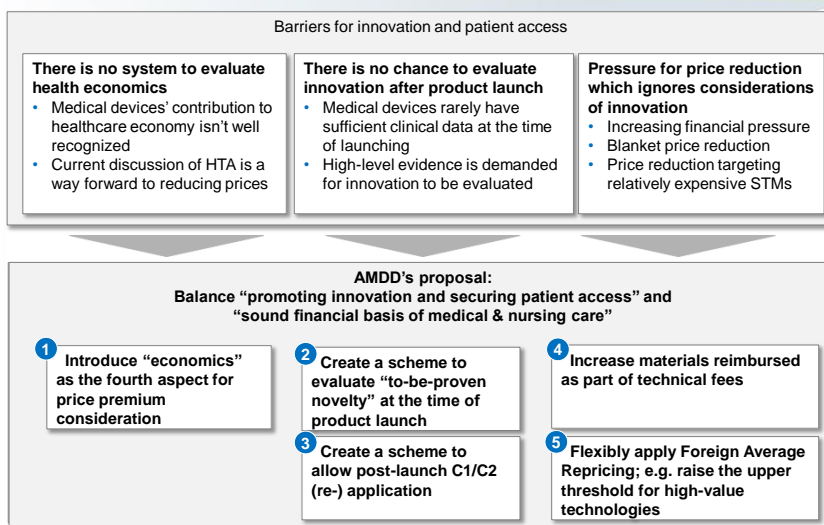 Barriers for innovation and patient access
There is no system to evaluate
health economics
• Medical devices' contribution to
healthcare economy isn't well
recognized
• Current discussion of HTA is a
way forward to reducing prices
There is no chance to evaluate
innovation after product launch
• Medical devices rarely have
sufficient clinical data at the time
of launching
• High-level evidence is demanded
for innovation to be evaluated
Pressure for price reduction
which ignores considerations
of innovation
• Increasing financial pressure
• Blanket price reduction
• Price reduction targeting
relatively expensive STMs
AMDD's proposal:
Balance “promoting innovation and securing patient access” and
“sound financial basis of medical & nursing care”
1
Introduce “economics”
as the fourth aspect for
price premium
consideration
2
Create a scheme to
evaluate “to-be-proven
novelty” at the time of
product launch
3
Create a scheme to
allow post-launch C1/C2
(re-) application
4
Increase materials reimbursed
as part of technical fees
5
Flexibly apply Foreign Average
Repricing; e.g. raise the upper
threshold for high-value
technologies